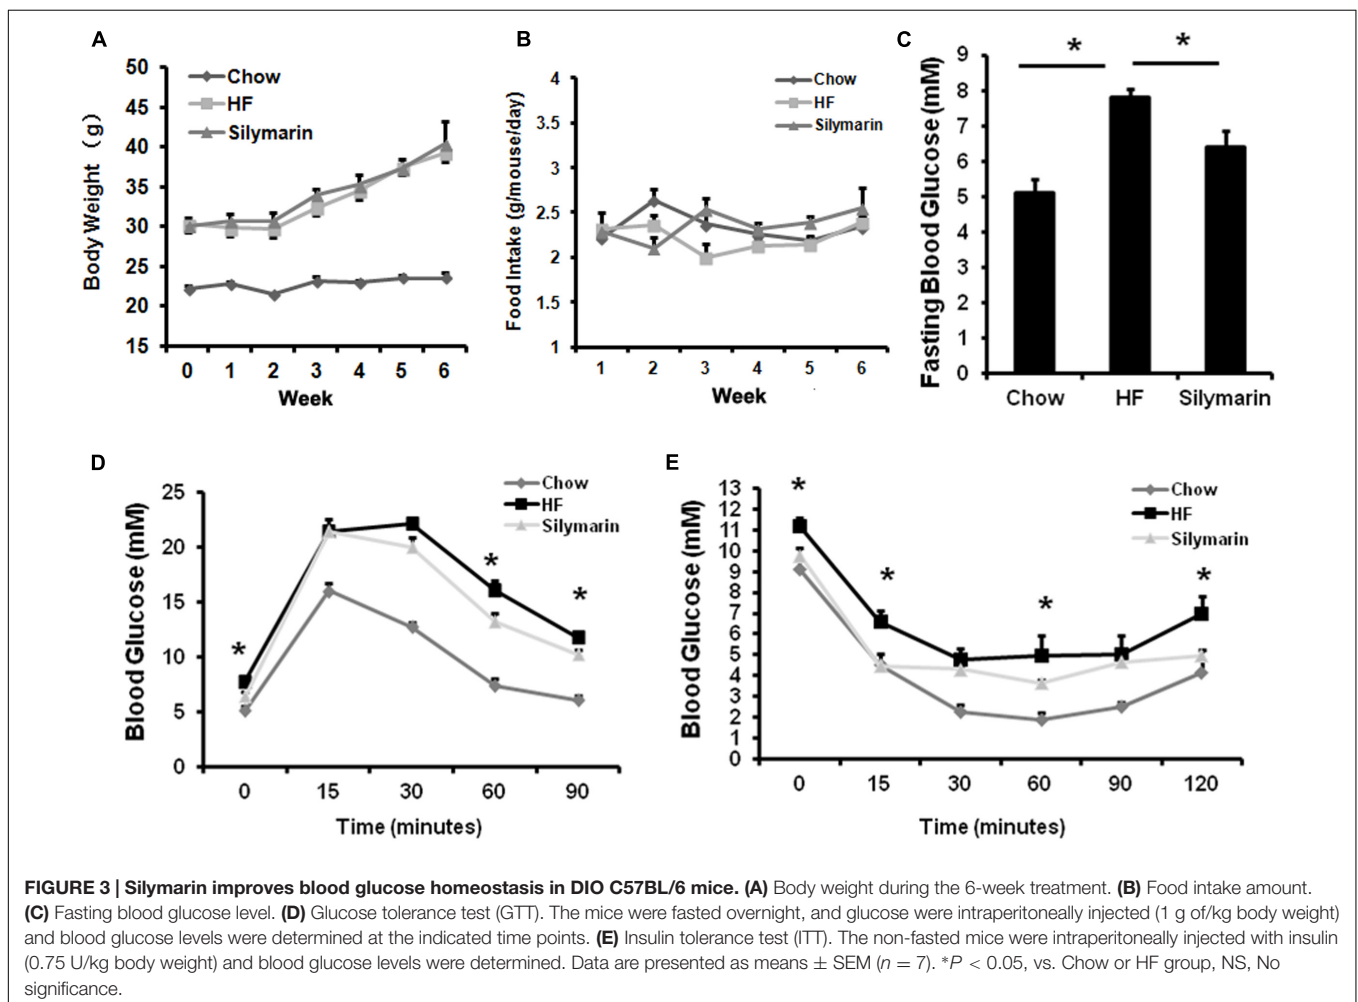 A
Body Weight (g)
50
45
40
35
30
25
20
15
Chow
HF
Silymarin
0 1 2 3 4 5 6
Week
B
Food Intake (g/mouse/day)
4
3.5
3
2.5
2
1.5
1
Chow
HF
Silymarin
1 2 3 4 5 6
Week
C
Fasting Blood Glucose (mM)
9
8
7
6
5
4
3
2
1
0
* *
Chow HF Silymarin
D
Blood Glucose (mM)
25
20
15
10
5
0
Chow
HF
Silymarin
* * *
0 15 30 60 90
Time (minutes)
E
Blood Glucose (mM)
13
12
11
10
9
8
7
6
5
4
3
2
1
0
Chow
HF
Silymarin
* * * *
0 15 30 60 90 120
Time (minutes)
FIGURE 3 | Silymarin improves blood glucose homeostasis in DIO C57BL/6 mice. (A) Body weight during the 6-week treatment. (B) Food intake amount.
(C) Fasting blood glucose level. (D) Glucose tolerance test (GTT). The mice were fasted overnight, and glucose were intraperitoneally injected (1 g of/kg body weight)
and blood glucose levels were determined at the indicated time points. (E) Insulin tolerance test (ITT). The non-fasted mice were intraperitoneally injected with insulin
(0.75 U/kg body weight) and blood glucose levels were determined. Data are presented as means ± SEM (n = 7). *P < 0.05, vs. Chow or HF group, NS, No
significance.